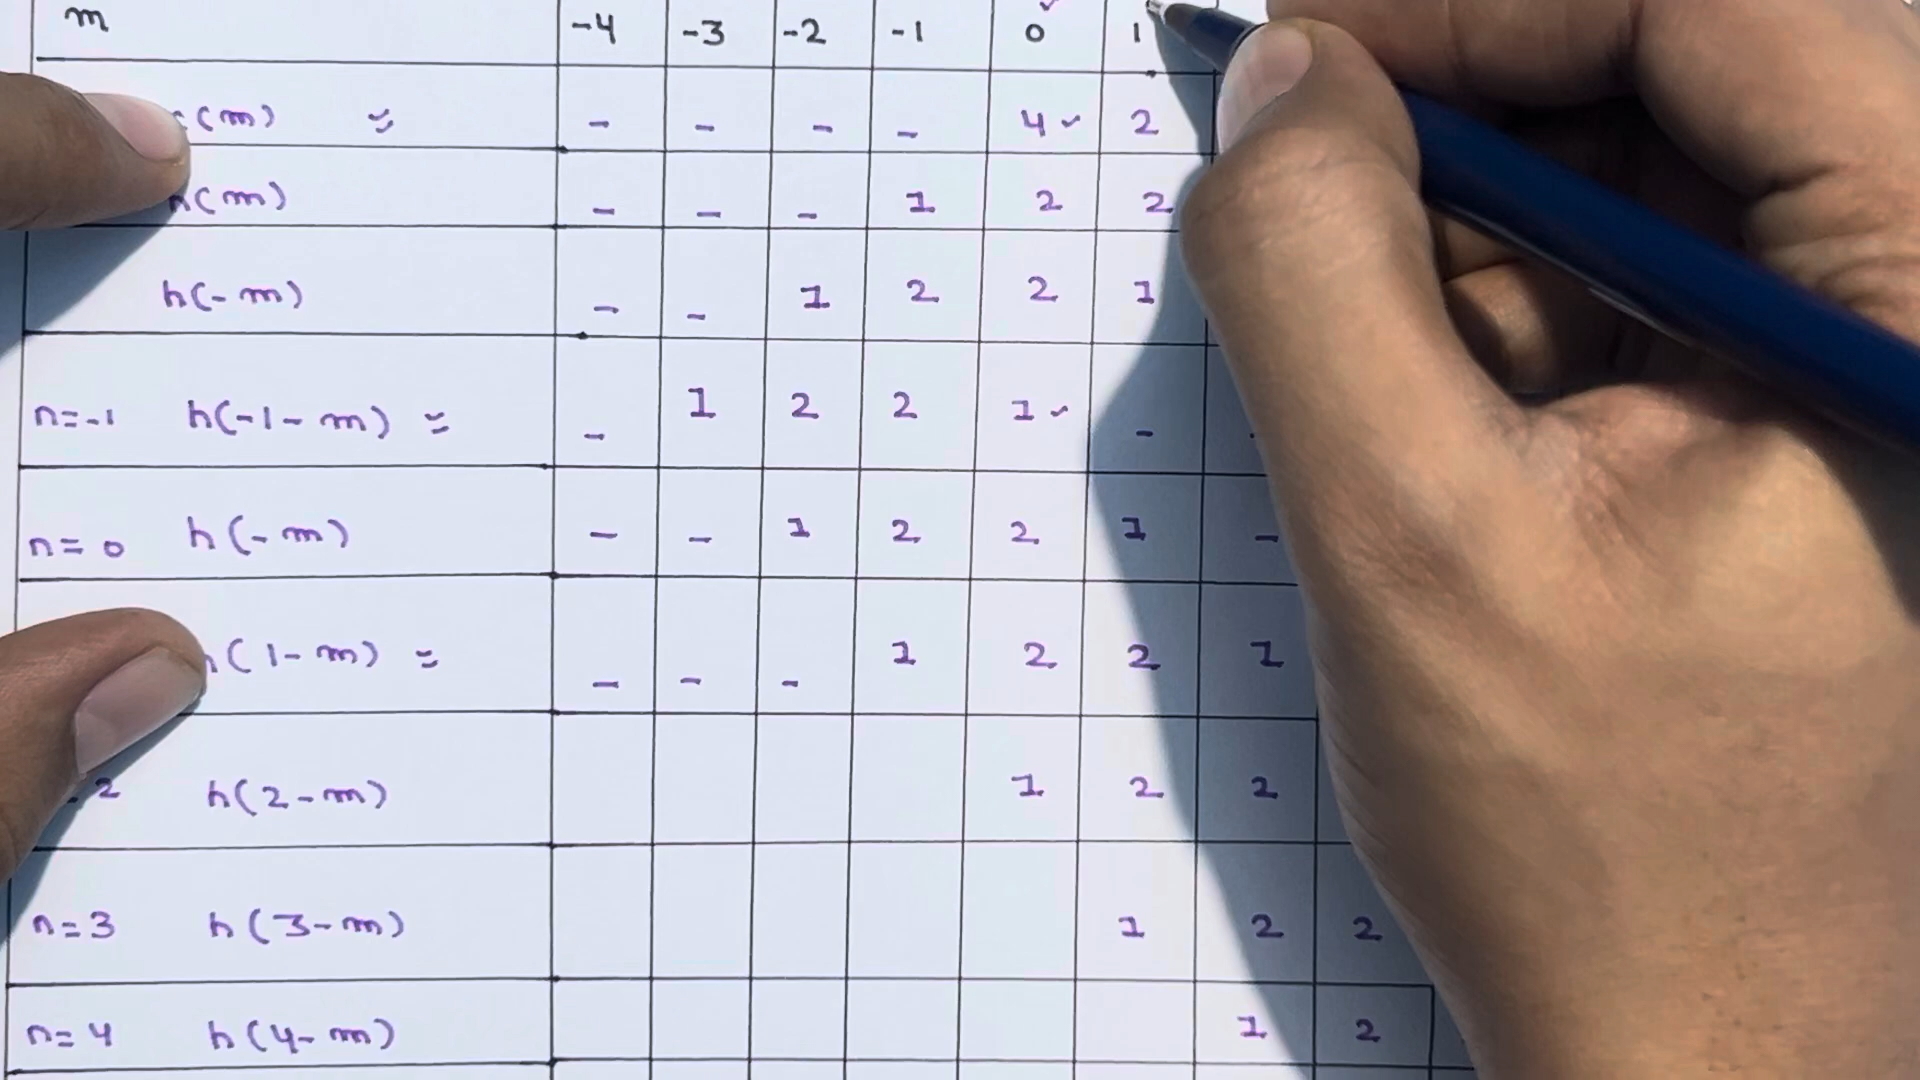 m -4 -3 -2 -1 0 1
(m) ≈ - - - - 4 ✓ 2
h(m) - - - 1 2 2
h(-m) - - 1 2 2 1
n=-1 h(-1-m) ≈ - 1 2 2 1 ✓ -
n=0 h(-m) - - 1 2 2 1 -
h(1-m) = - - - 1 2 2 1
2 h(2-m) 1 2 2
n=3 h(3-m) 1 2 2
n=4 h(4-m) 1 2